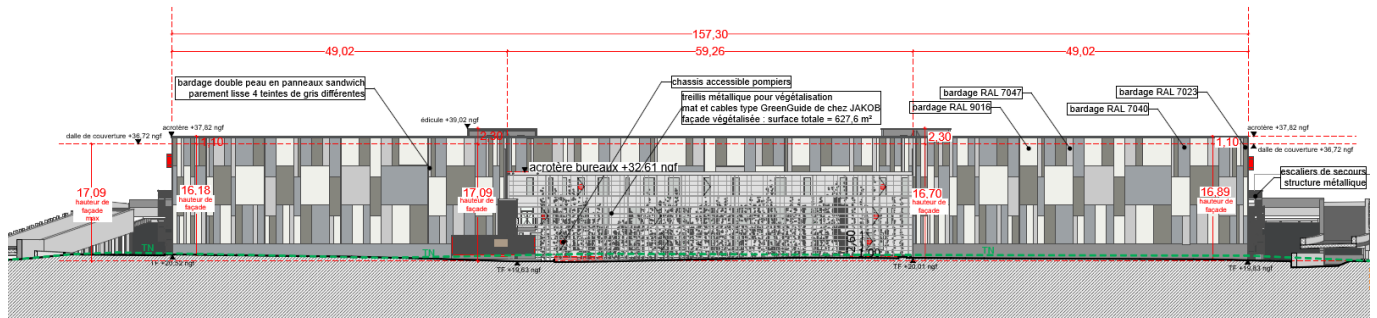 157,30
49,02
59,26
49,02
bardage double peau en panneaux sandwich
parement lisse 4 teintes de gris différentes
chassis accessible pompiers
treillis métallique pour végétalisation
mat et cables type GreenGuide de chez JAKOB
façade végétalisée : surface totale = 627,6 m²
bardage RAL 9016
bardage RAL 7047
bardage RAL 7040
bardage RAL 7023
dalle de couverture +36,72 ngf
acrotère +37,82 ngf
1,10
édicule +39,02 ngf
2,30
acrotère +37,82 ngf
1,10
dalle de couverture +36,72 ngf
acrotère bureaux +32,61 ngf
escaliers de secours
structure métallique
17,09
hauteur de
façade
max
16,18
hauteur de
façade
17,09
hauteur de
façade
16,70
hauteur de
façade
16,89
hauteur de
façade
2,60
TN
TN
TN
TF +20,52 ngf
TF +19,63 ngf
TF +20,01 ngf
TF +19,83 ngf